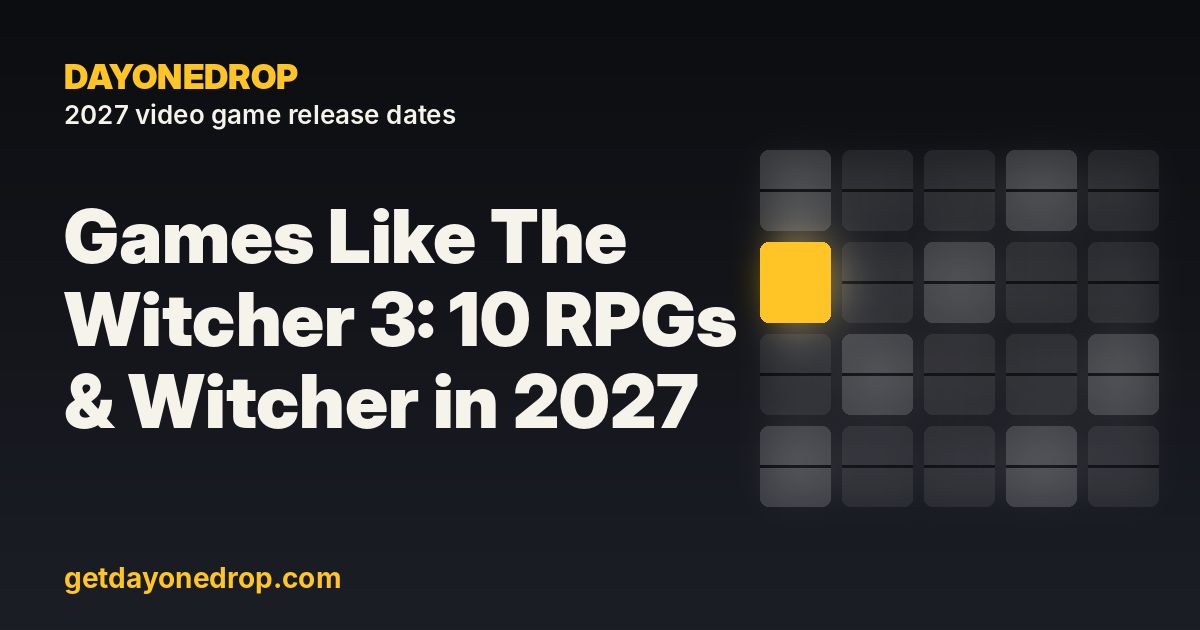 DAYONEDROP
2027 video game release dates
Games Like The
Witcher 3: 10 RPGs
& Witcher in 2027
getdayonedrop.com